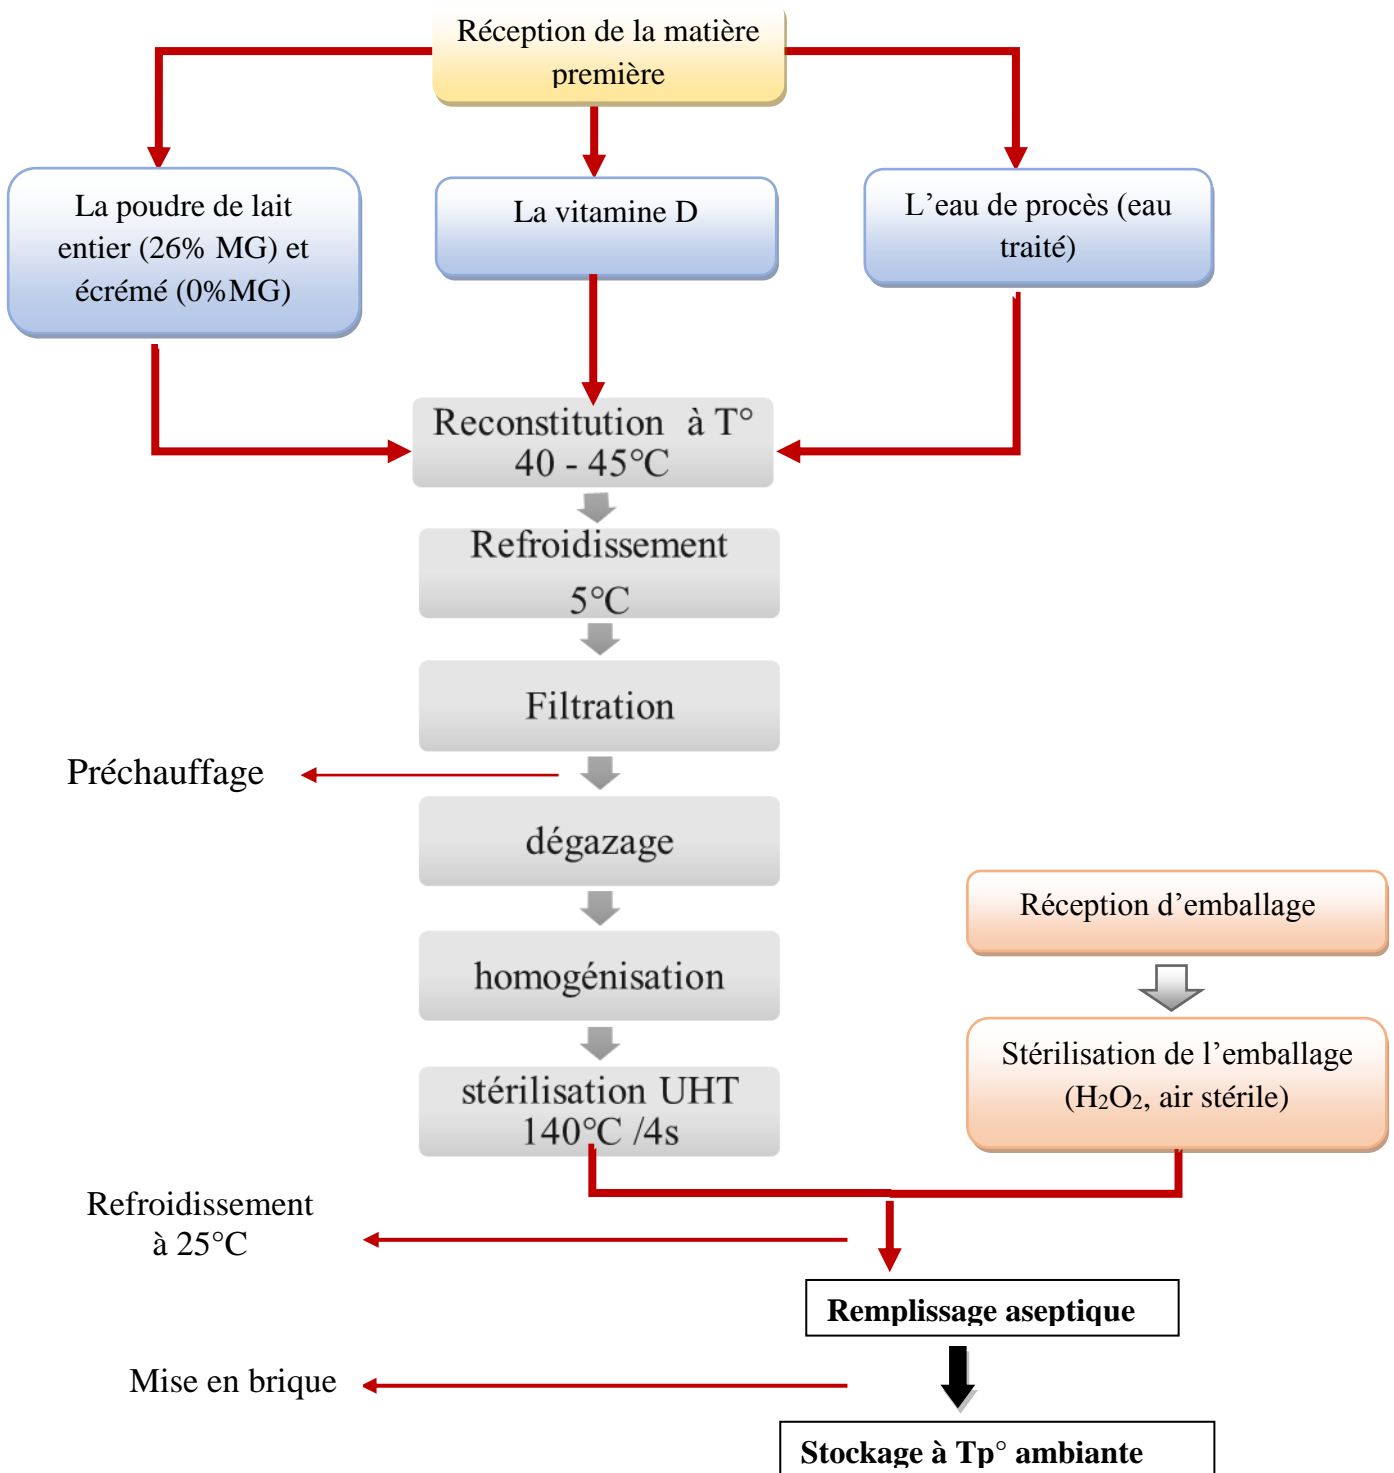 Réception de la matière
première
La poudre de lait
entier (26% MG) et
écrémé (0%MG)
La vitamine D
L’eau de procès (eau
traité)
Reconstitution à T°
40 - 45°C
Refroidissement
5°C
Filtration
Préchauffage
dégazage
homogénisation
Réception d’emballage
stérilisation UHT
140°C /4s
Stérilisation de l’emballage
(H₂O₂, air stérile)
Refroidissement
à 25°C
Remplissage aseptique
Mise en brique
Stockage à Tp° ambiante